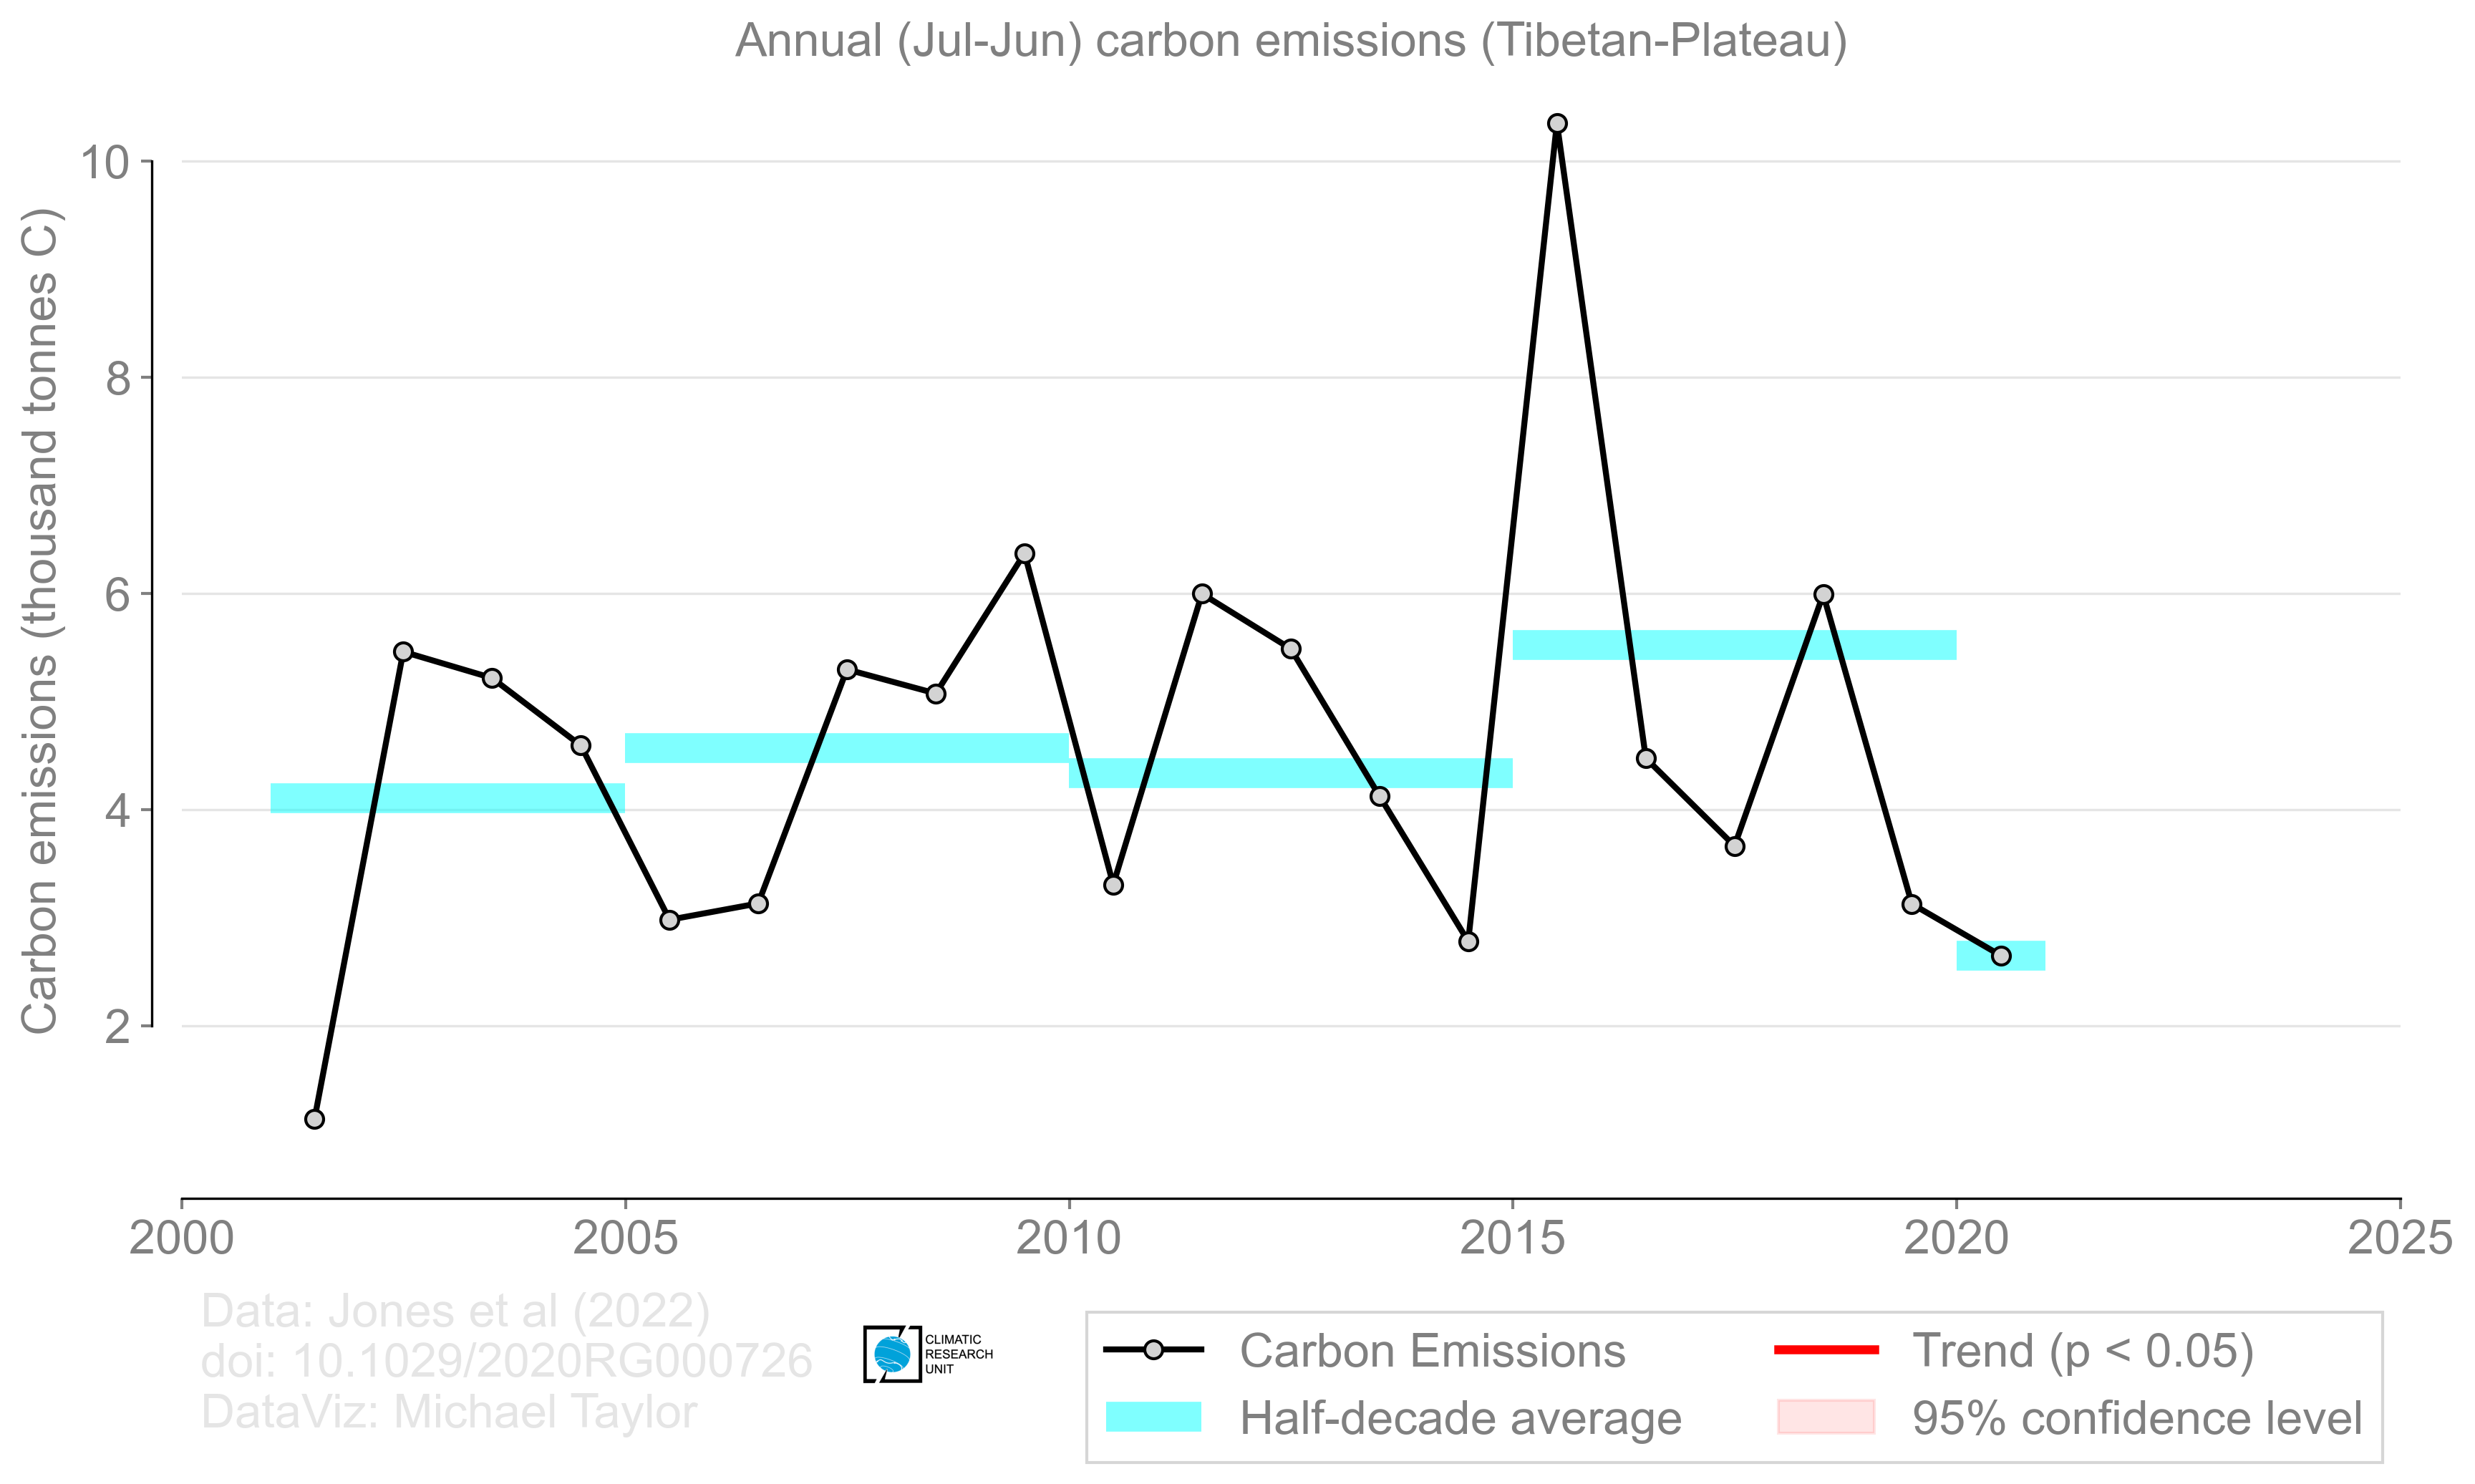 Annual (Jul-Jun) carbon emissions (Tibetan-Plateau)
Carbon emissions (thousand tonnes C)
10
8
6
4
2
2000 2005 2010 2015 2020 2025
Data: Jones et al (2022)
doi: 10.1029/2020RG000726
DataViz: Michael Taylor
CLIMATIC
RESEARCH
UNIT
Carbon Emissions
Half-decade average
Trend (p < 0.05)
95% confidence level